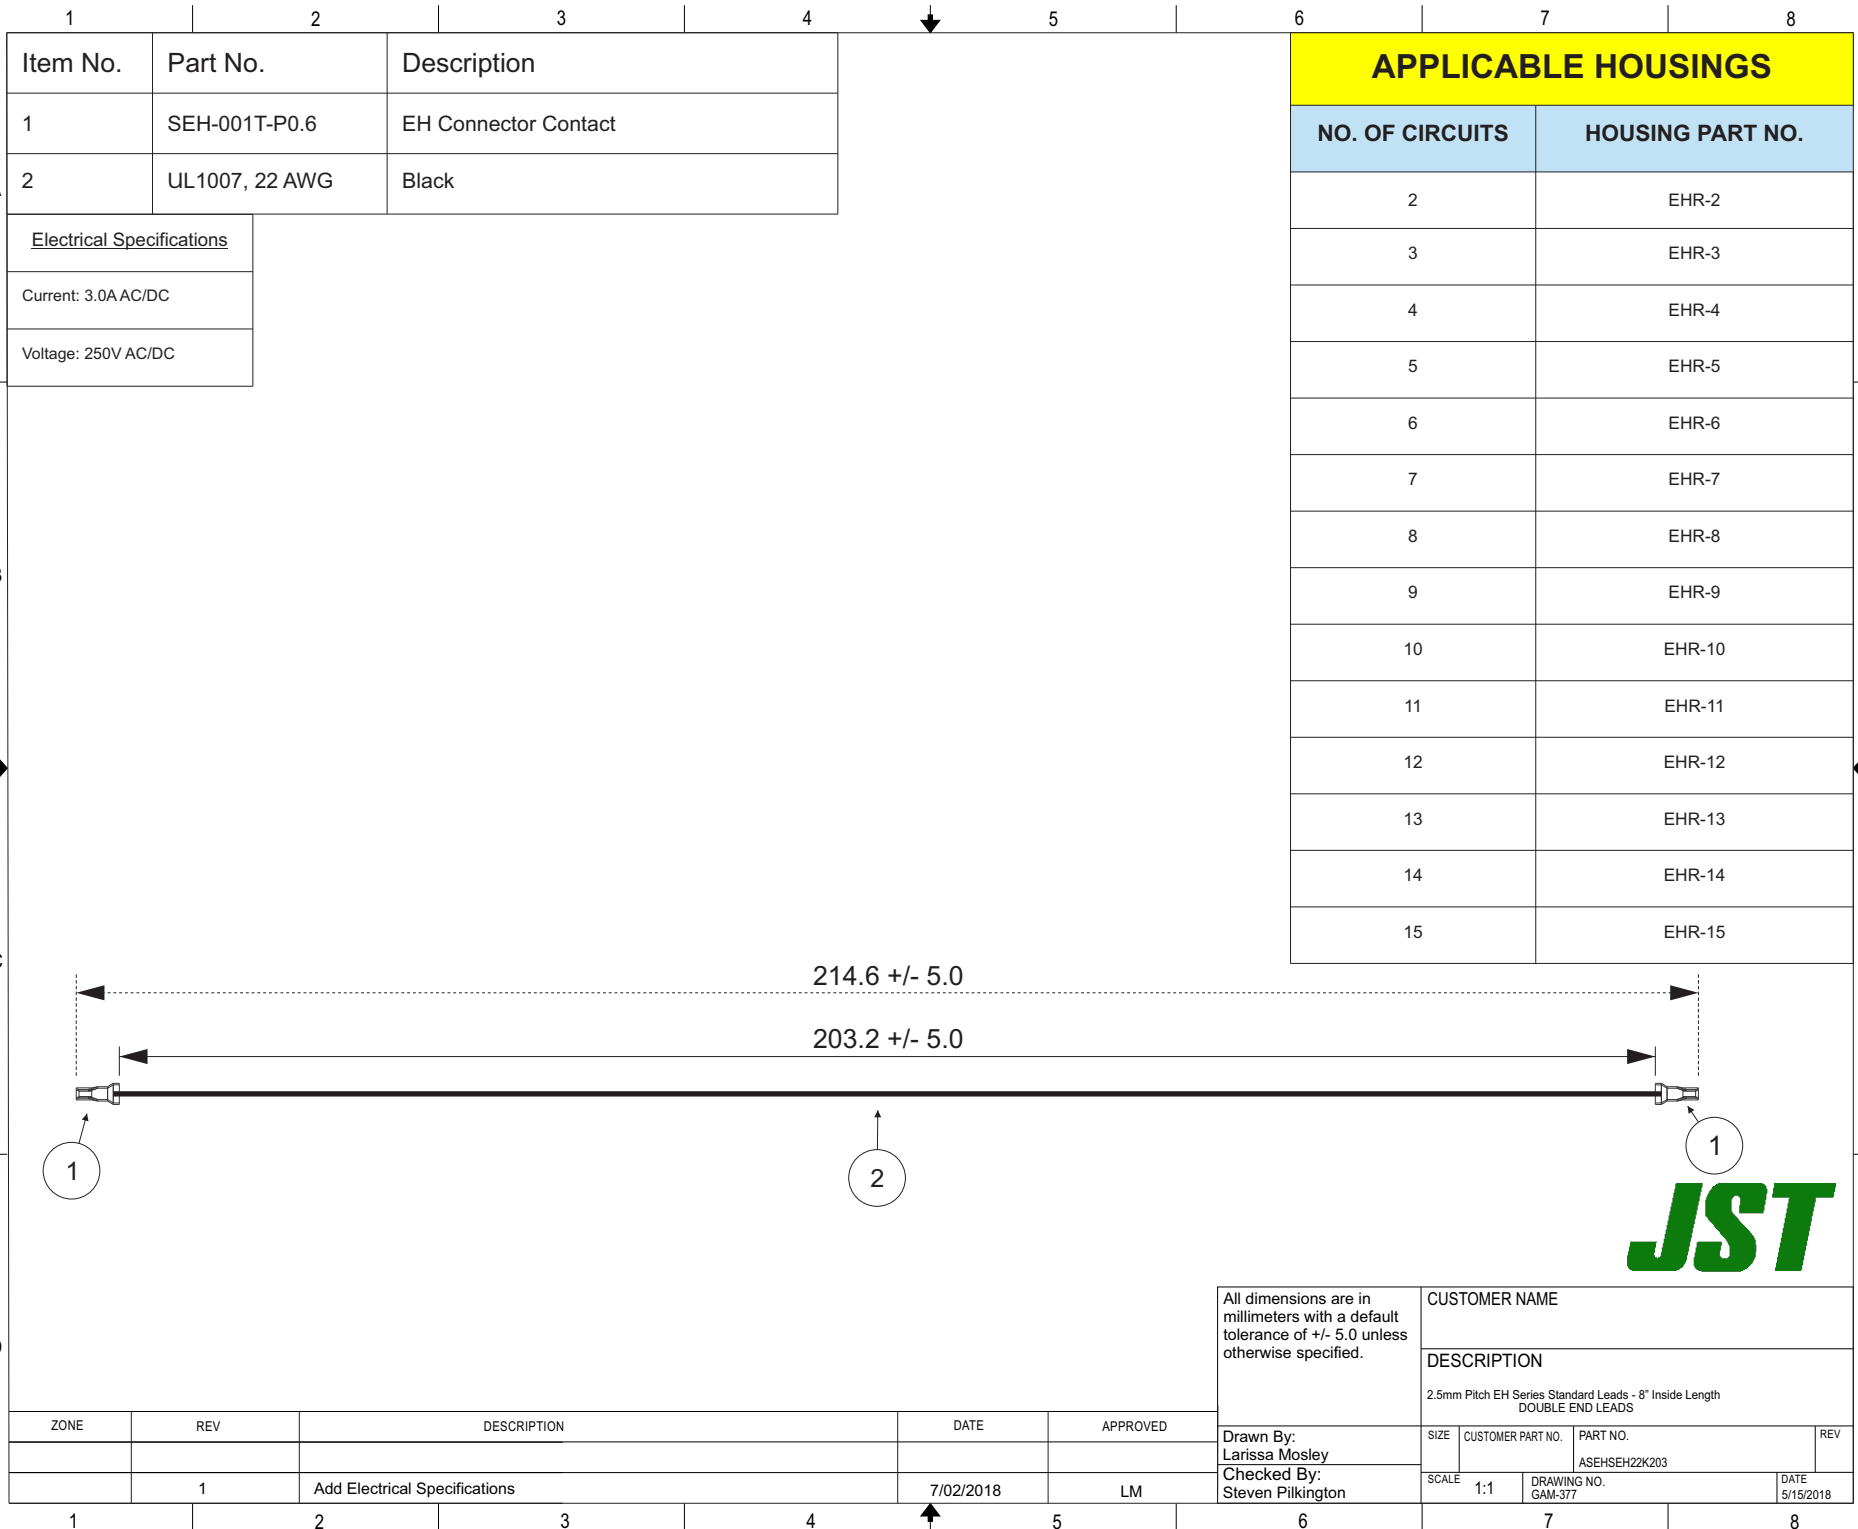 1 2 3 4 5 6 7 8
Item No. Part No. Description
1 SEH-001T-P0.6 EH Connector Contact
2 UL1007, 22 AWG Black
Electrical Specifications
Current: 3.0A AC/DC
Voltage: 250V AC/DC
APPLICABLE HOUSINGS
NO. OF CIRCUITS HOUSING PART NO.
2 EHR-2
3 EHR-3
4 EHR-4
5 EHR-5
6 EHR-6
7 EHR-7
8 EHR-8
9 EHR-9
10 EHR-10
11 EHR-11
12 EHR-12
13 EHR-13
14 EHR-14
15 EHR-15
214.6 +/- 5.0
203.2 +/- 5.0
1 2 1
JST
All dimensions are in
millimeters with a default
tolerance of +/- 5.0 unless
otherwise specified.
CUSTOMER NAME
DESCRIPTION
2.5mm Pitch EH Series Standard Leads - 8" Inside Length
DOUBLE END LEADS
Drawn By:
Larissa Mosley
Checked By:
Steven Pilkington
SIZE CUSTOMER PART NO. PART NO. REV
ASEHSEH22K203
SCALE 1:1 DRAWING NO. DATE
GAM-377 5/15/2018
ZONE REV DESCRIPTION DATE APPROVED
1 Add Electrical Specifications 7/02/2018 LM
1 2 3 4 5 6 7 8